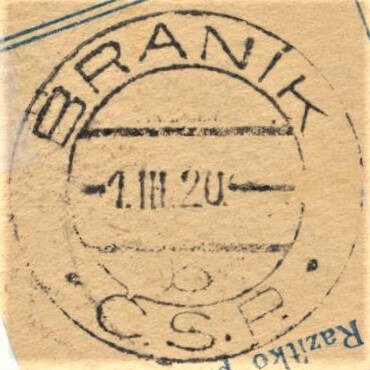 BRANÍK
1.III.20.
b
Č.S.P.
Razítko